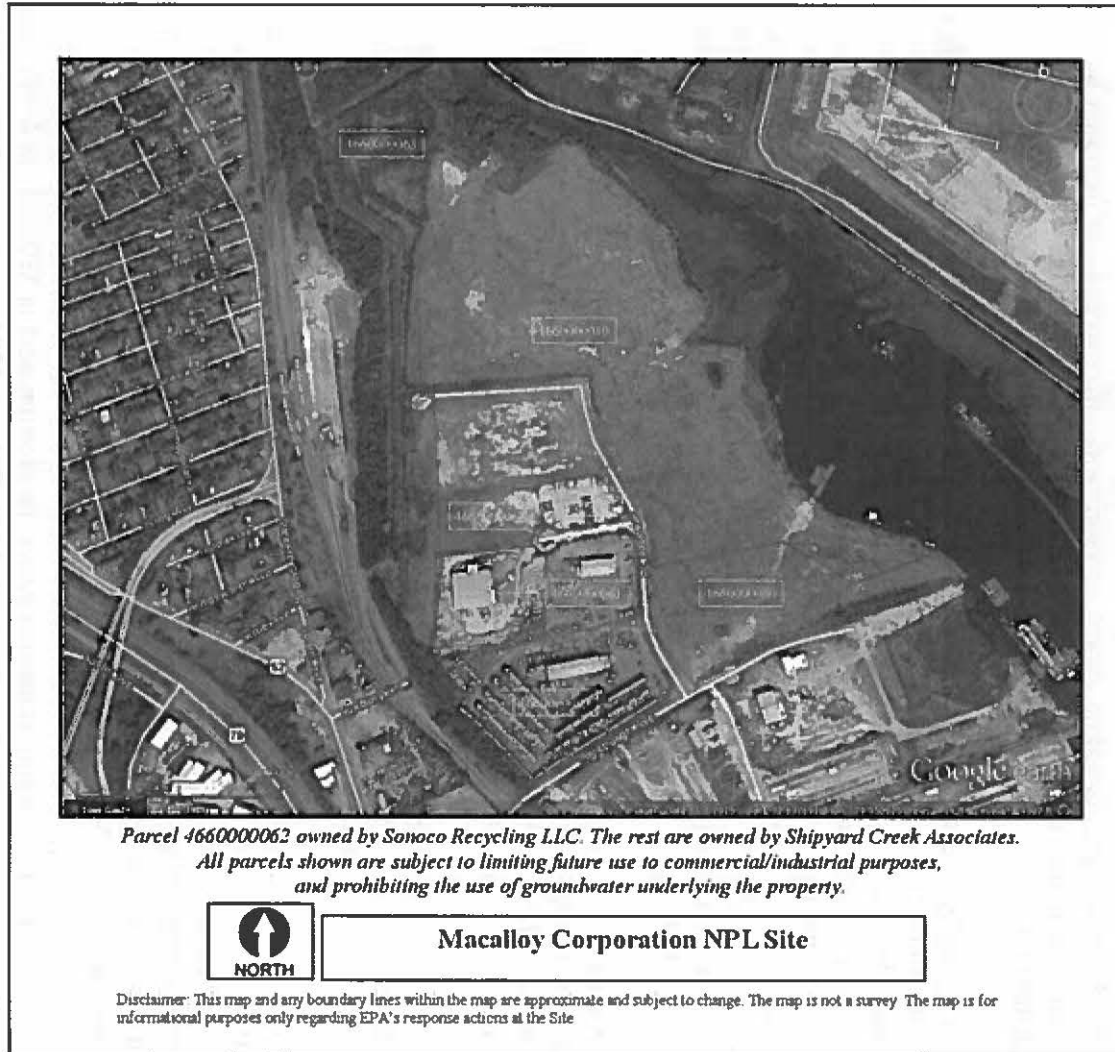 Google earth
Parcel 4660000062 owned by Sonoco Recycling LLC. The rest are owned by Shipyard Creek Associates.
All parcels shown are subject to limiting future use to commercial/industrial purposes,
and prohibiting the use of groundwater underlying the property.
NORTH
Macalloy Corporation NPL Site
Disclaimer: This map and any boundary lines within the map are approximate and subject to change. The map is not a survey The map is for
informational purposes only regarding EPA's response actions at the Site